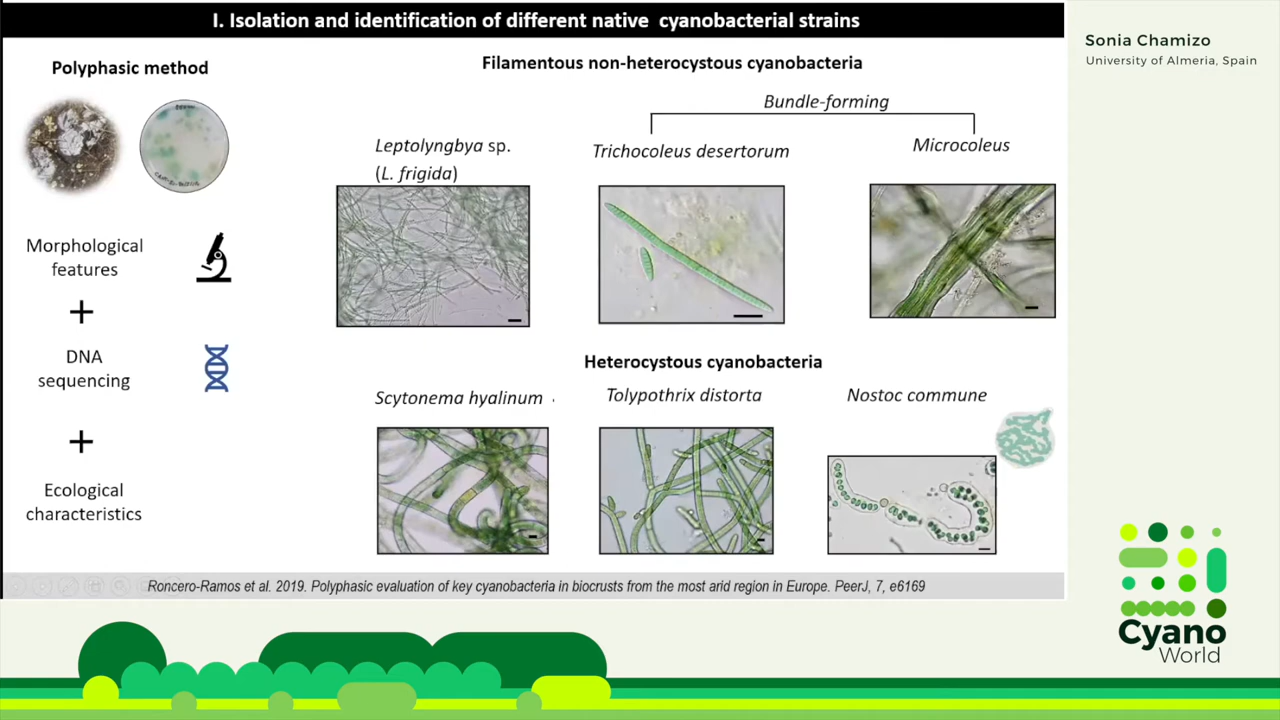 I. Isolation and identification of different native cyanobacterial strains
Sonia Chamizo
University of Almeria, Spain
Polyphasic method
Morphological
features
+
DNA
sequencing
+
Ecological
characteristics
Filamentous non-heterocystous cyanobacteria
Bundle-forming
Leptolyngbya sp.
(L. frigida)
Trichocoleus desertorum
Microcoleus
Heterocystous cyanobacteria
Scytonema hyalinum
Tolypothrix distorta
Nostoc commune
Roncero-Ramos et al. 2019. Polyphasic evaluation of key cyanobacteria in biocrusts from the most arid region in Europe. PeerJ, 7, e6169
Cyano
World